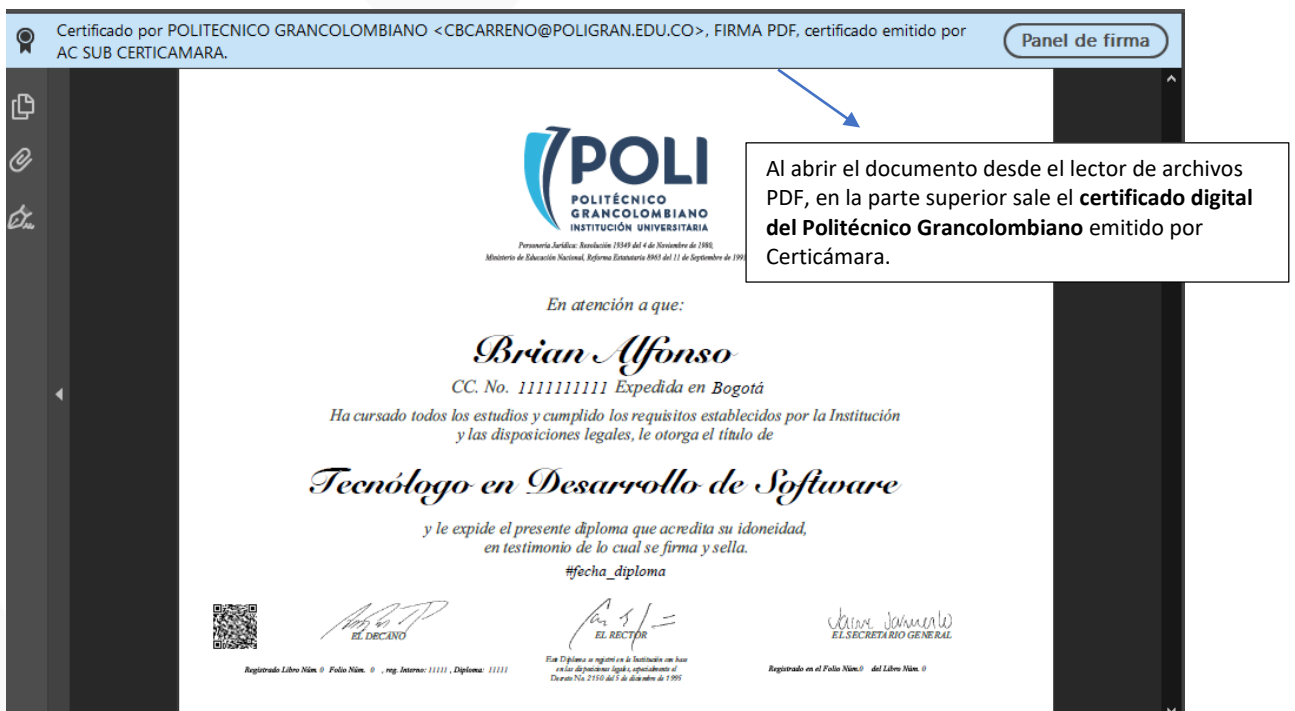 Certificado por POLITECNICO GRANCOLOMBIANO <CBCARRENO@POLIGRAN.EDU.CO>, FIRMA PDF, certificado emitido por
AC SUB CERTICAMARA.
Panel de firma
POLI
POLITÉCNICO
GRANCOLOMBIANO
INSTITUCIÓN UNIVERSITARIA
Personería Jurídica: Resolución 19349 del 4 de Noviembre de 1980,
Ministerio de Educación Nacional, Reforma Estatutaria 8963 del 11 de Septiembre de
Al abrir el documento desde el lector de archivos
PDF, en la parte superior sale el certificado digital
del Politécnico Grancolombiano emitido por
Certicámara.
En atención a que:
Brian Alfonso
CC. No. 1111111111 Expedida en Bogotá
Ha cursado todos los estudios y cumplido los requisitos establecidos por la Institución
y las disposiciones legales, le otorga el título de
Tecnólogo en Desarrollo de Software
y le expide el presente diploma que acredita su idoneidad,
en testimonio de lo cual se firma y sella.
#fecha_diploma
EL DECANO
EL RECTOR
EL SECRETARIO GENERAL
Registrado Libro Núm. 0 Folio Núm. 0 , reg. Interno: 11111 , Diploma: 11111
Este Diploma se registró en la Institución con base
en las disposiciones legales, especialmente el
Decreto No. 2150 del 5 de diciembre de 1995
Registrado en el Folio Núm.0 del Libro Núm. 0